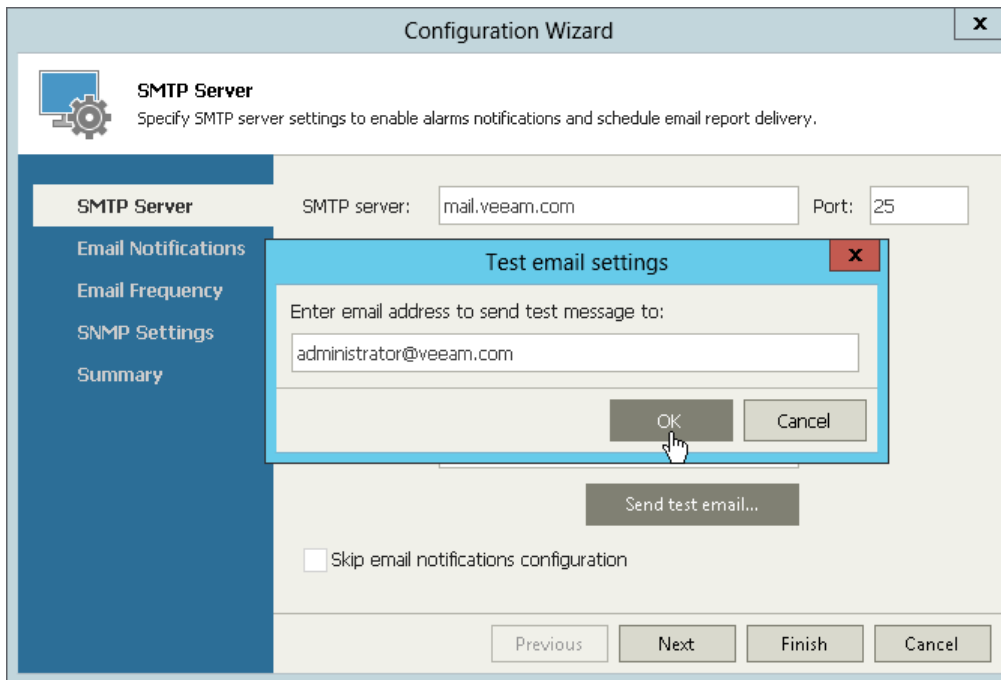 Configuration Wizard
x
SMTP Server
Specify SMTP server settings to enable alarms notifications and schedule email report delivery.
SMTP Server
SMTP server: mail.veeam.com Port: 25
Email Notifications
Email Frequency
SNMP Settings
Summary
Test email settings
x
Enter email address to send test message to:
administrator@veeam.com
OK Cancel
Send test email...
Skip email notifications configuration
Previous Next Finish Cancel